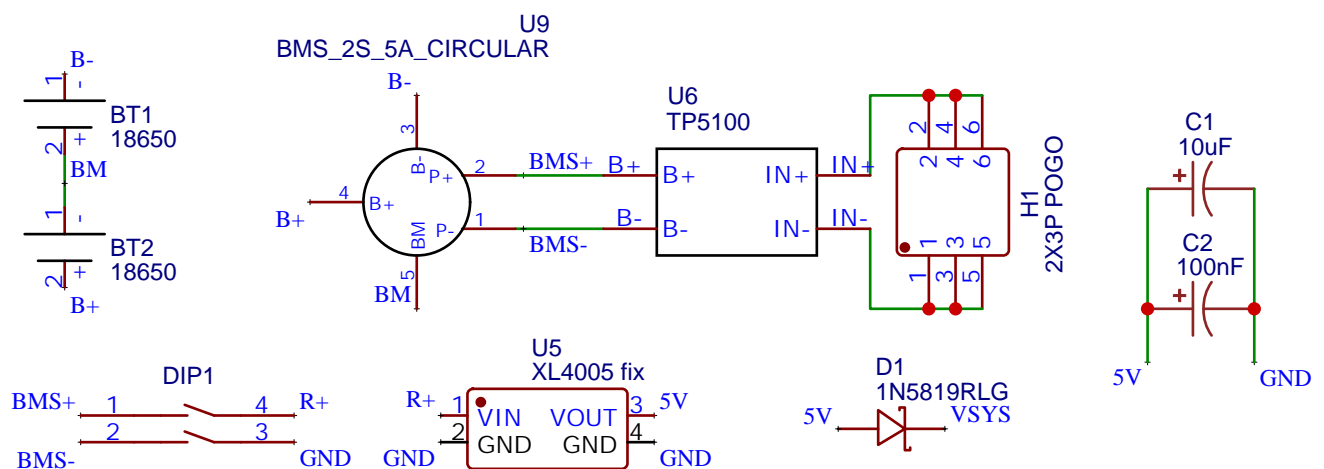 U9
BMS_2S_5A_CIRCULAR
B-
1
-
BT1
18650
+
2
BM
1
-
BT2
18650
+
2
B+
B-
3
B-
P+
2
BMS+
4
B+
B+
BM
P-
1
BMS-
5
BM
U6
TP5100
B+
B+
IN+
IN+
B-
B-
IN-
IN-
2
4
6
2
4
6
1
3
5
1
3
5
H1
2X3P POGO
C1
10uF
+
C2
100nF
+
5V
GND
DIP1
BMS+
1
4
R+
BMS-
2
3
GND
U5
XL4005 fix
R+
1
VIN
VOUT
3
5V
GND
2
GND
GND
4
GND
D1
1N5819RLG
5V
VSYS